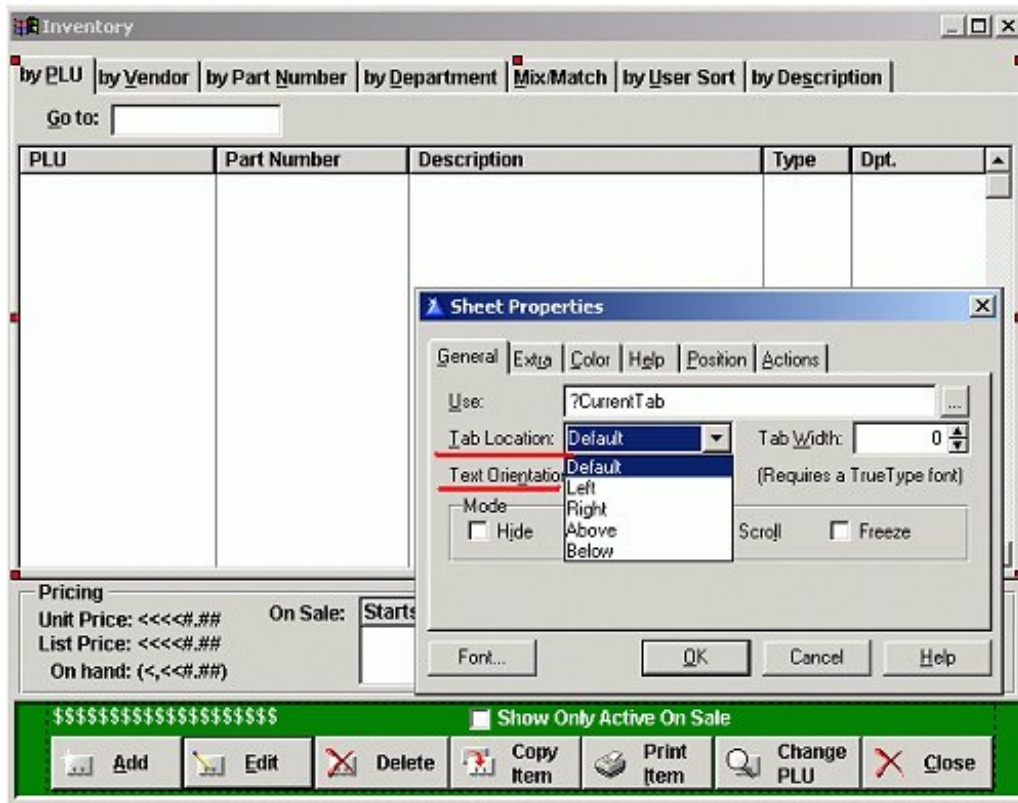 Inventory
by PLU by Vendor by Part Number by Department Mix/Match by User Sort by Description
Go to:
PLU Part Number Description Type Dpt.
Sheet Properties
General Extra Color Help Position Actions
Use: ?CurrentTab ...
Tab Location: Default Tab Width: 0
Text Orientation (Requires a TrueType font)
Default
Left
Right
Above
Below
Mode
Hide Scroll Freeze
Font... OK Cancel Help
Pricing
Unit Price: <<<<#.## On Sale: Starts
List Price: <<<<#.##
On hand: (<,<<#.##)
$$$$$$$$$$$$$$$$$$$$ Show Only Active On Sale
Add Edit Delete Copy Item Print Item Change PLU Close